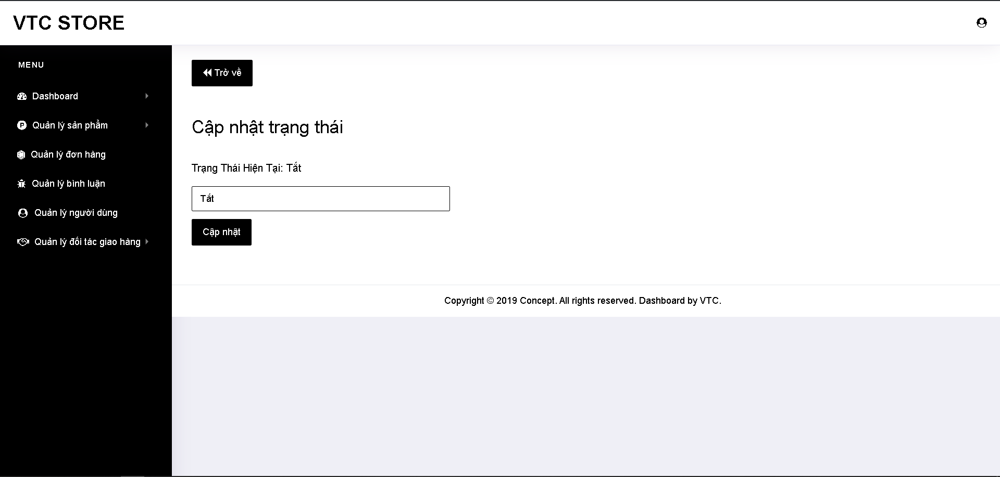 VTC STORE
MENU
Dashboard
Quản lý sản phẩm
Quản lý đơn hàng
Quản lý bình luận
Quản lý người dùng
Quản lý đối tác giao hàng
Trở về
Cập nhật trạng thái
Trạng Thái Hiện Tại: Tắt
Tắt
Cập nhật
Copyright © 2019 Concept. All rights reserved. Dashboard by VTC.